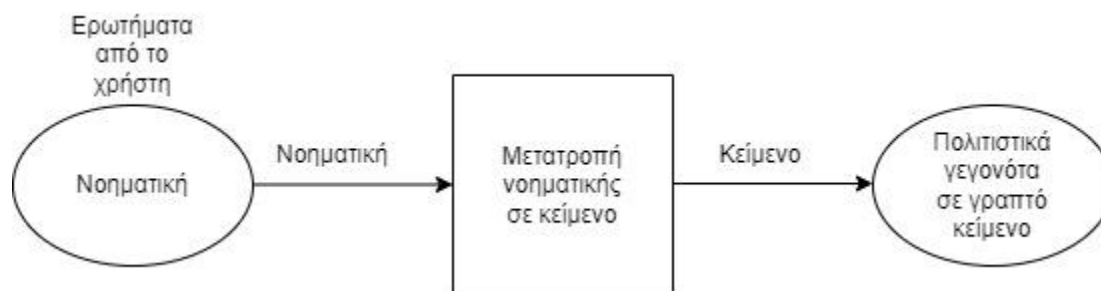 Ερωτήματα
από το
χρήστη
Νοηματική
Νοηματική
Μετατροπή
νοηματικής
σε κείμενο
Κείμενο
Πολιτιστικά
γεγονότα
σε γραπτό
κείμενο